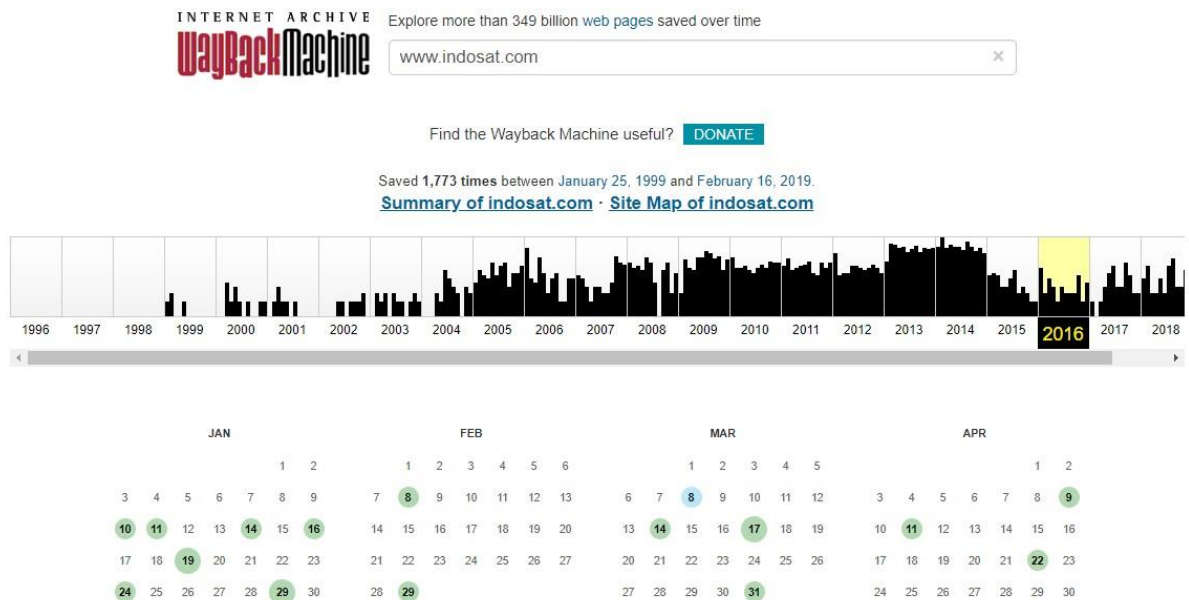 INTERNET ARCHIVE
WayBackMachine
Explore more than 349 billion web pages saved over time
www.indosat.com ×
Find the Wayback Machine useful? DONATE
Saved 1,773 times between January 25, 1999 and February 16, 2019.
Summary of indosat.com · Site Map of indosat.com
1996 1997 1998 1999 2000 2001 2002 2003 2004 2005 2006 2007 2008 2009 2010 2011 2012 2013 2014 2015 2016 2017 2018
JAN FEB MAR APR
1 2 1 2 3 4 5 6 1 2 3 4 5 1 2
3 4 5 6 7 8 9 7 8 9 10 11 12 13 6 7 8 9 10 11 12 3 4 5 6 7 8 9
10 11 12 13 14 15 16 14 15 16 17 18 19 20 13 14 15 16 17 18 19 10 11 12 13 14 15 16
17 18 19 20 21 22 23 21 22 23 24 25 26 27 20 21 22 23 24 25 26 17 18 19 20 21 22 23
24 25 26 27 28 29 30 28 29 27 28 29 30 31 24 25 26 27 28 29 30